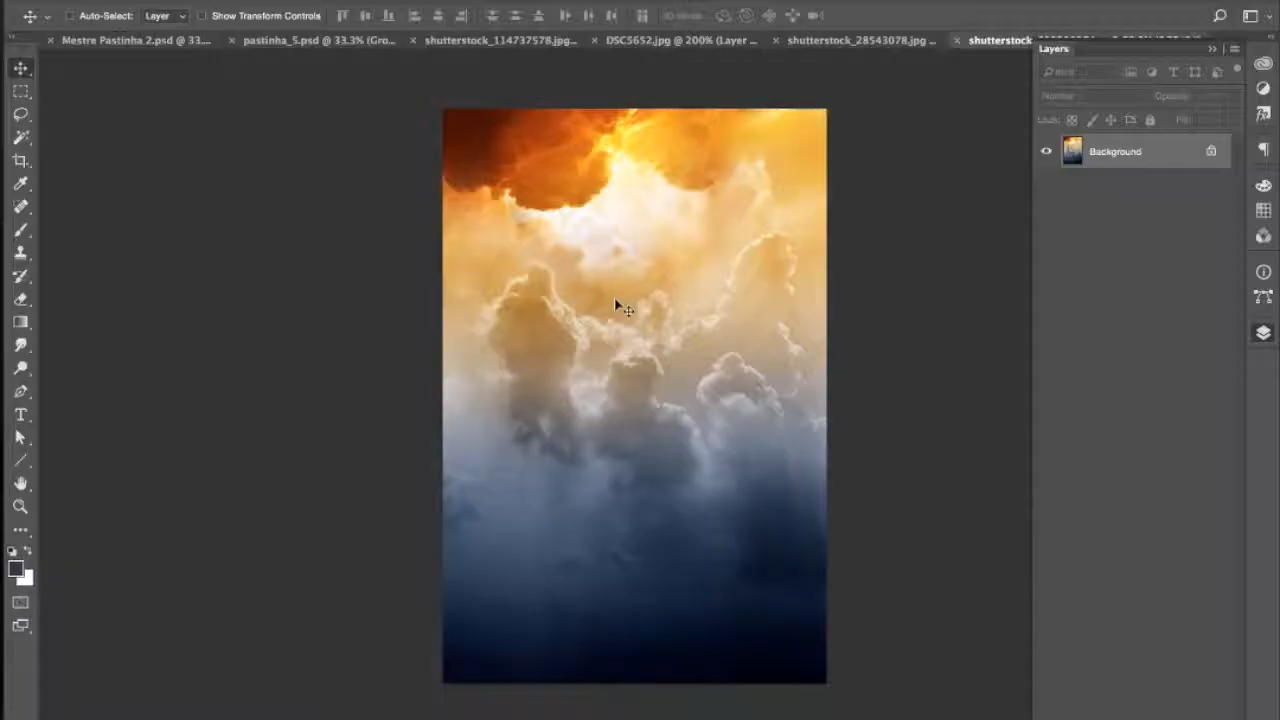 Auto-Select: Layer Show Transform Controls
Mestre Pastinha 2.psd @ 33.... pastinha_5.psd @ 33.3% (Gro... shutterstock_114737578.jpg... DSC5652.jpg @ 200% (Layer ... shutterstock_28543078.jpg ... shutterstock_
Layers
Normal Opacity:
Lock: Fill:
Background